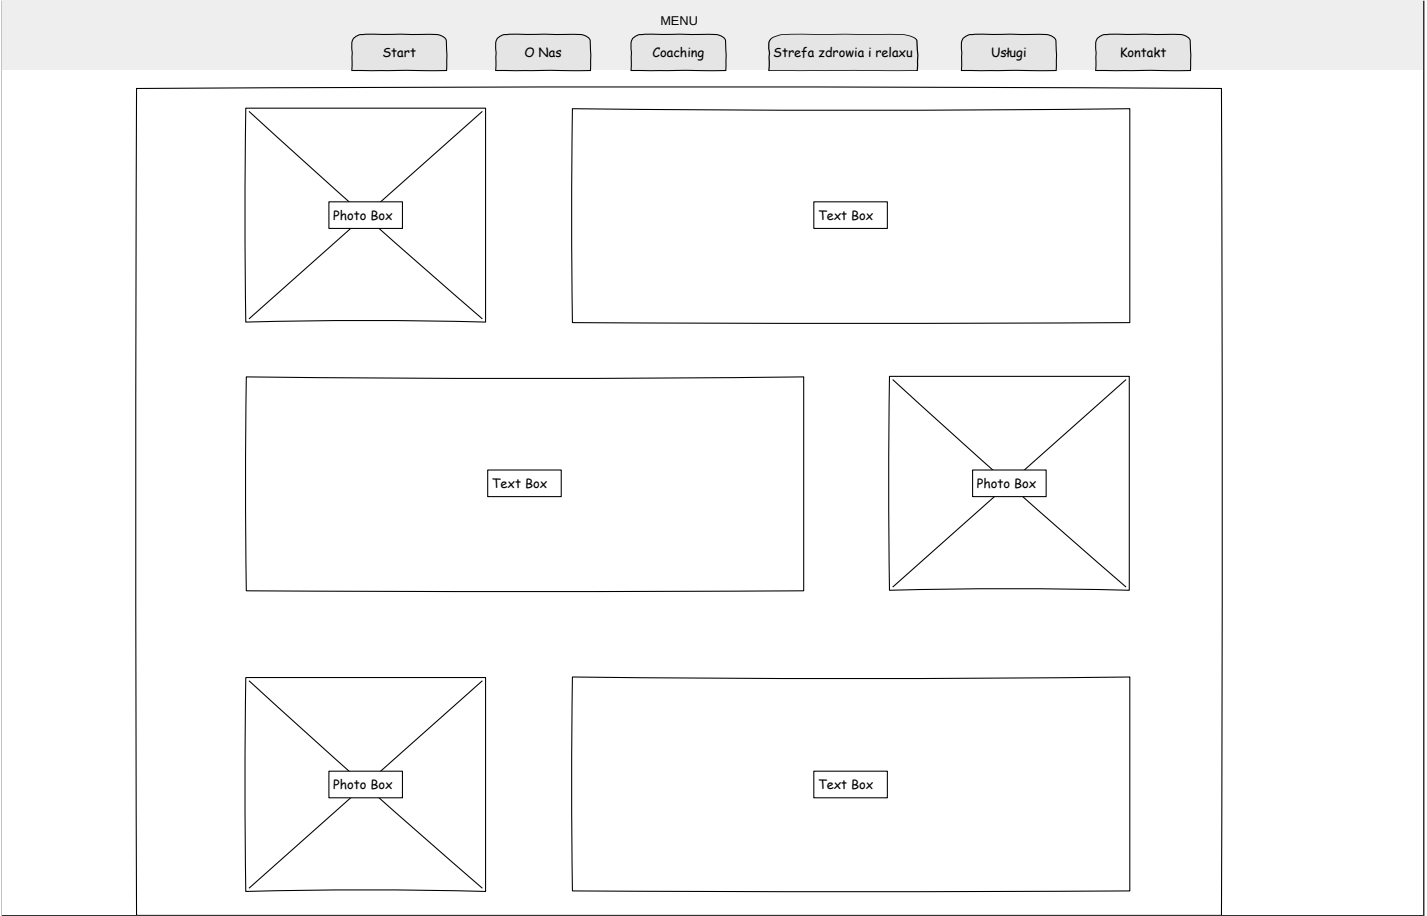 MENU
Start
O Nas
Coaching
Strefa zdrowia i relaxu
Usługi
Kontakt
Photo Box
Text Box
Text Box
Photo Box
Photo Box
Text Box